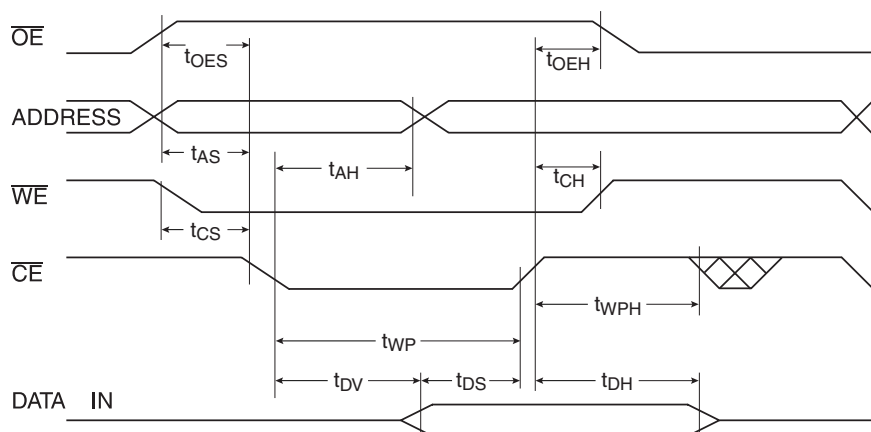 OE
tOES
tOEH
ADDRESS
tAS
tAH
tCH
WE
tCS
CE
tWPH
tWP
tDV
tDS
tDH
DATA IN